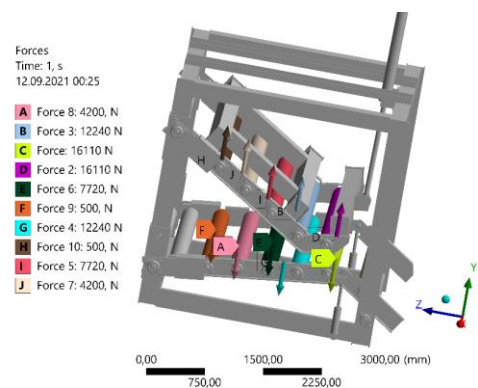 Forces
Time: 1, s
12.09.2021 00:25
A Force 8: 4200, N
B Force 3: 12240 N
C Force: 16110 N
D Force 2: 16110 N
E Force 6: 7720, N
F Force 9: 500, N
G Force 4: 12240 N
H Force 10: 500, N
I Force 5: 7720, N
J Force 7: 4200, N
H
J
I
B
F
A
E
D
C
Y
Z
0,00 1500,00 3000,00 (mm)
750,00 2250,00